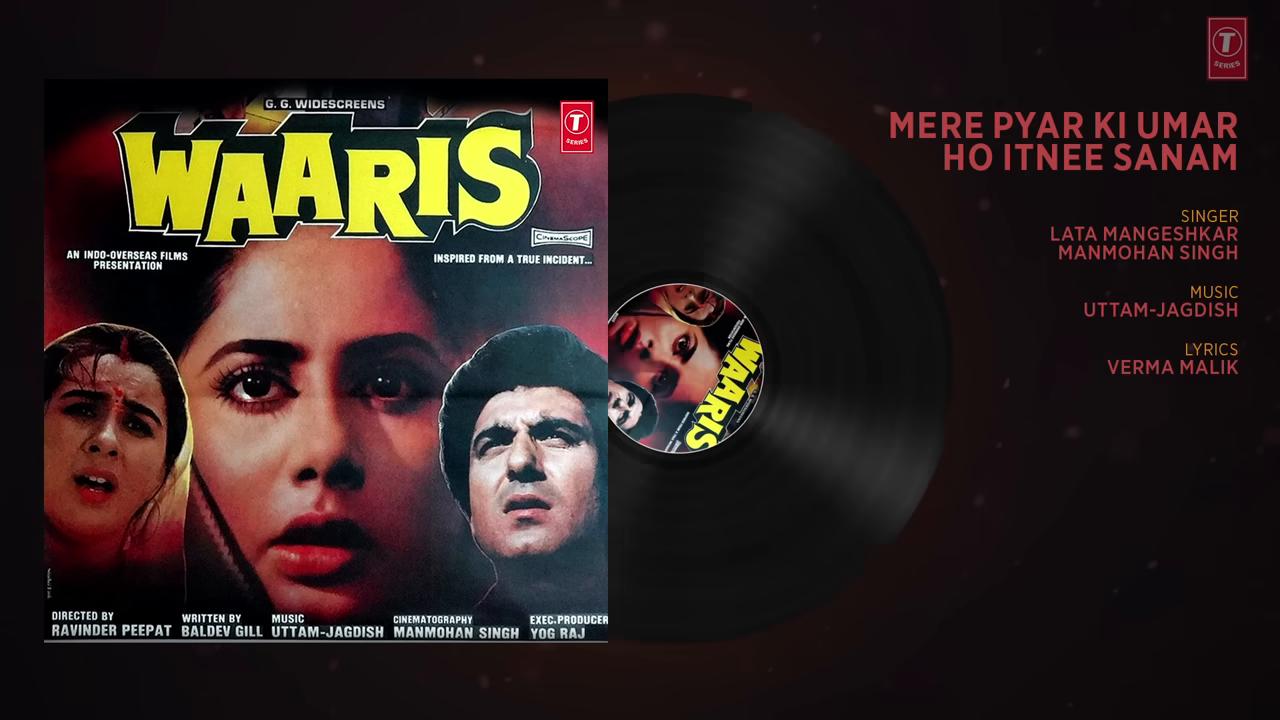 G. G. WIDESCREENS
WAARIS
T
SERIES
CINEMASCOPE
AN INDO-OVERSEAS FILMS
PRESENTATION
INSPIRED FROM A TRUE INCIDENT...
DIRECTED BY
RAVINDER PEEPAT
WRITTEN BY
BALDEV GILL
MUSIC
UTTAM-JAGDISH
CINEMATOGRAPHY
MANMOHAN SINGH
EXEC.PRODUCER
YOG RAJ
WAARIS
T
SERIES
MERE PYAR KI UMAR
HO ITNEE SANAM
SINGER
LATA MANGESHKAR
MANMOHAN SINGH
MUSIC
UTTAM-JAGDISH
LYRICS
VERMA MALIK